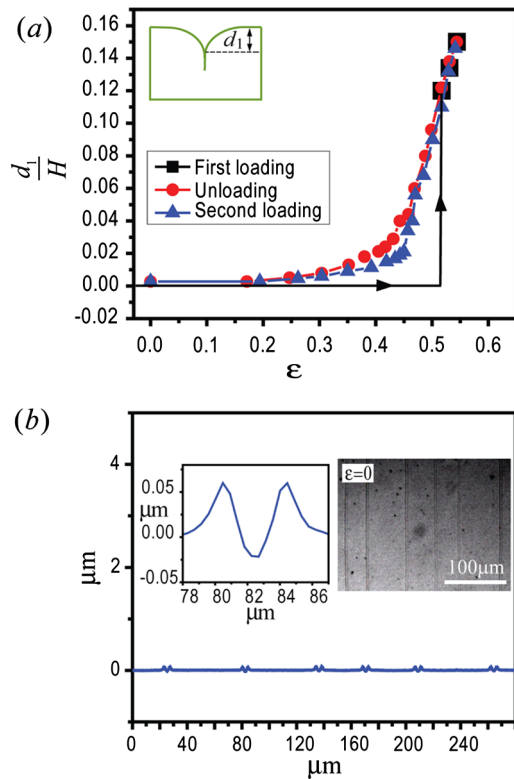 (a)
d₁
0.16
0.14
0.12
0.10
0.08
0.06
0.04
0.02
0.00
-0.02
d₁
H
First loading
Unloading
Second loading
0.0 0.1 0.2 0.3 0.4 0.5 0.6
ε
(b)
4
2
0
μm
0.05
μm
0.00
-0.05
78 80 82 84 86
μm
ε=0
100μm
0 40 80 120 160 200 240
μm